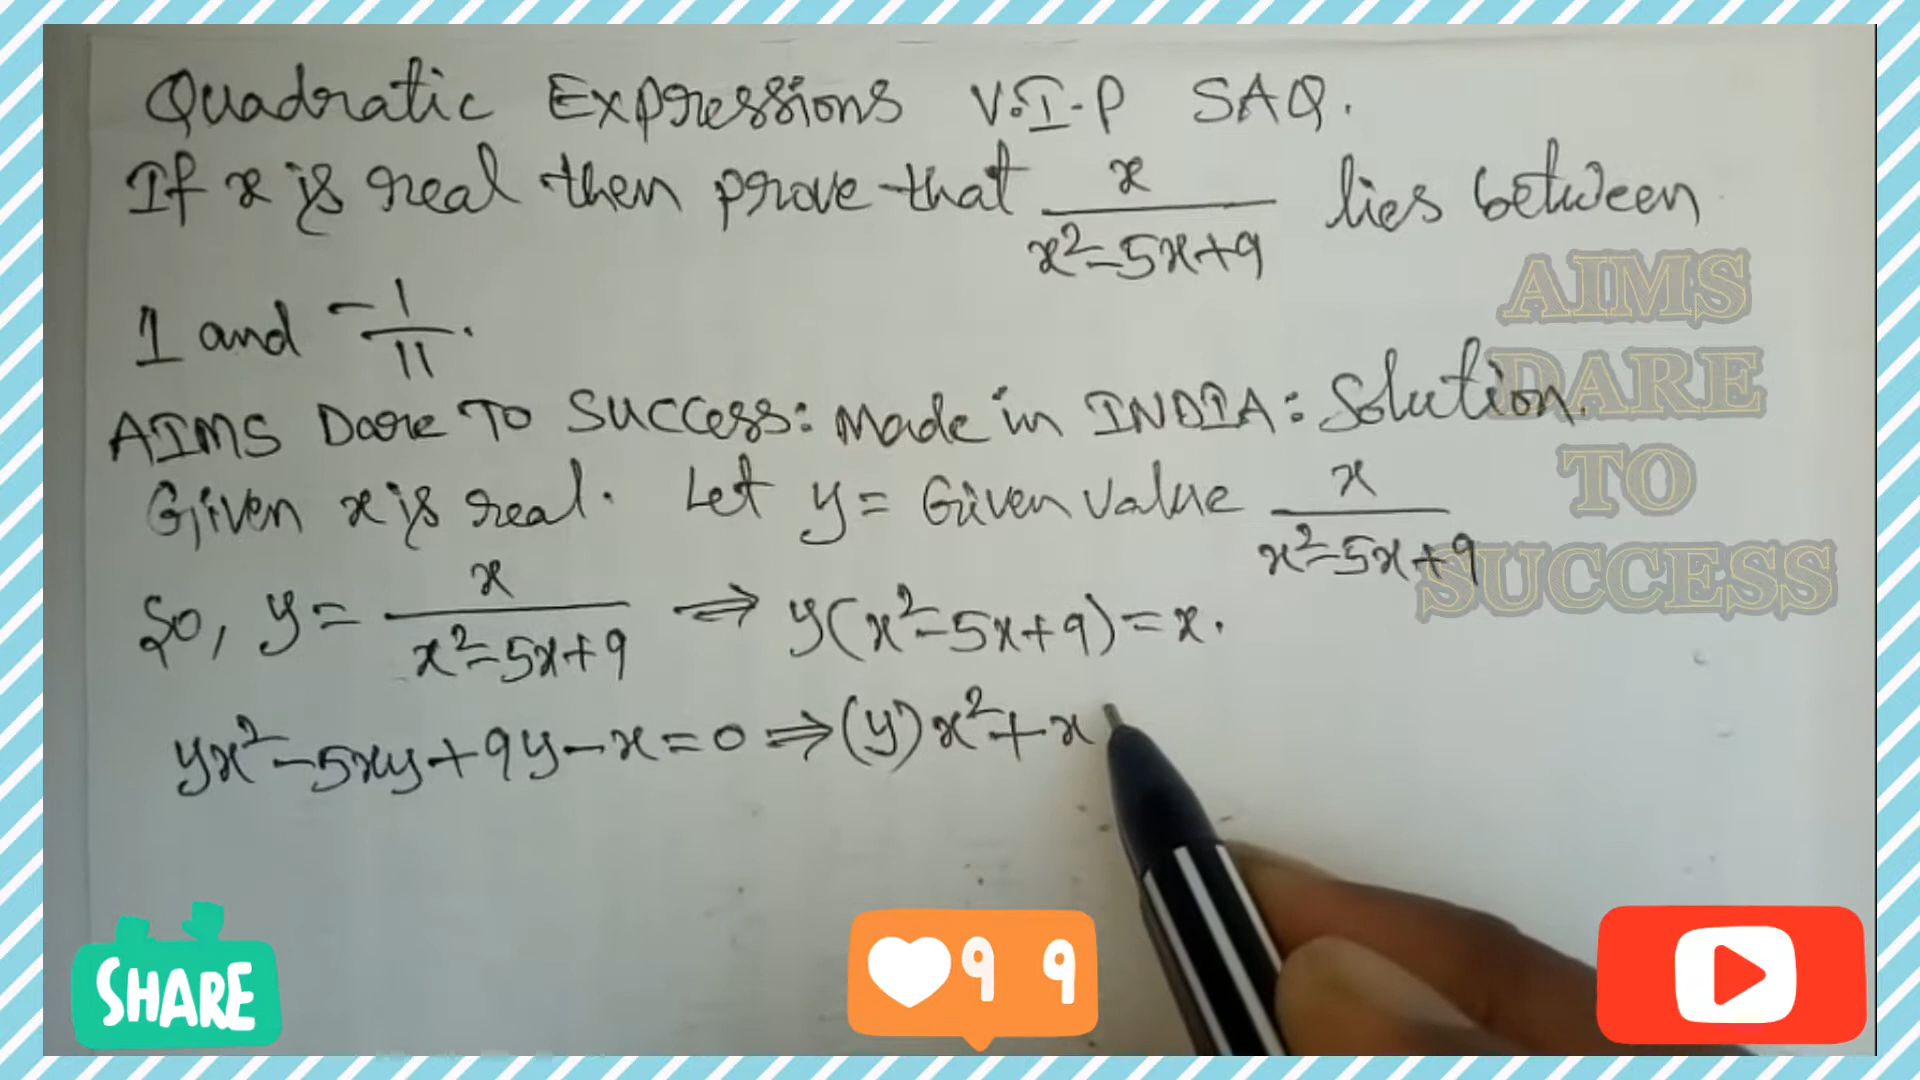 Quadratic Expressions V.I.P SAQ.
If x is real then prove that x/(x²-5x+9) lies between
1 and -1/11.
AIMS Dare To Success: Made in INDIA: Solution.
Given x is real. Let y = Given value x/(x²-5x+9)
So, y = x/(x²-5x+9) ⇒ y(x²-5x+9) = x.
yx²-5xy+9y-x=0 ⇒ (y)x²+x
AIMS
DARE
TO
SUCCESS
SHARE
9 9